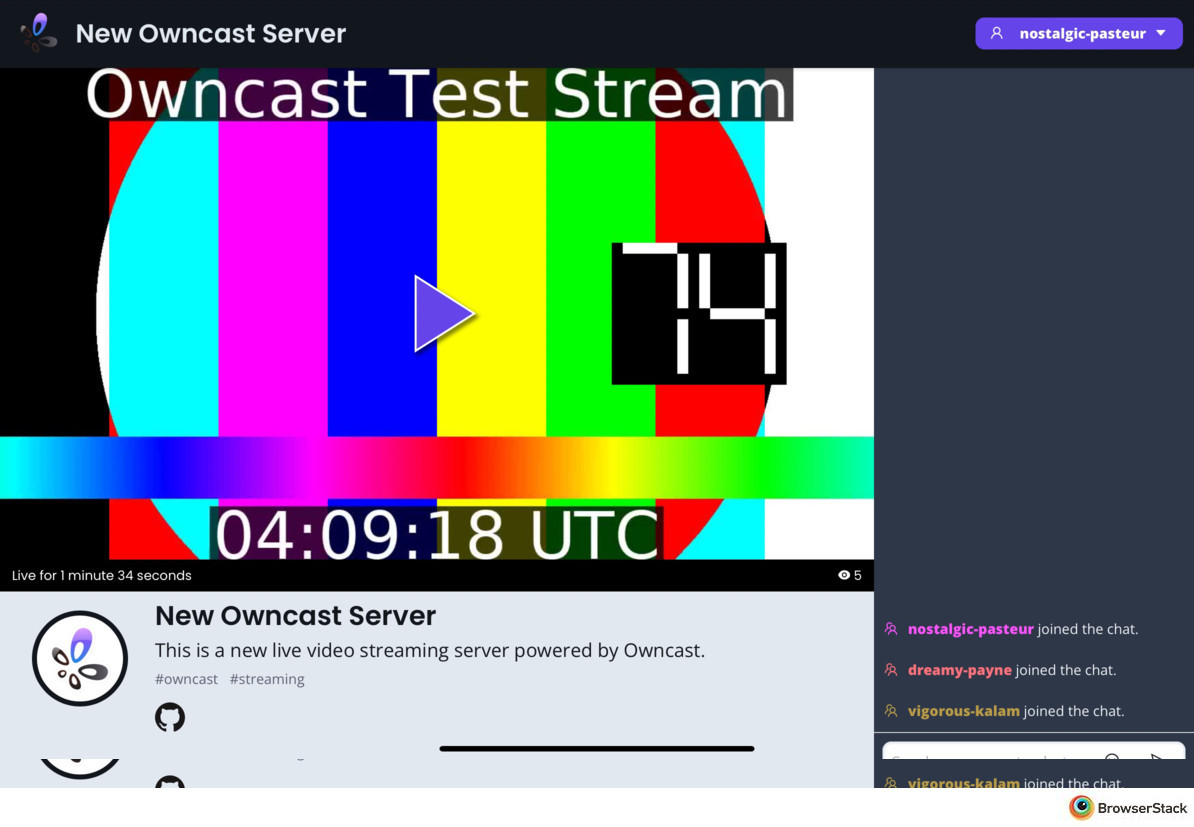 New Owncast Server
nostalgic-pasteur
Owncast Test Stream
74
04:09:18 UTC
Live for 1 minute 34 seconds
5
New Owncast Server
This is a new live video streaming server powered by Owncast.
#owncast #streaming
nostalgic-pasteur joined the chat.
dreamy-payne joined the chat.
vigorous-kalam joined the chat.
vigorous-kalam joined the chat.
BrowserStack